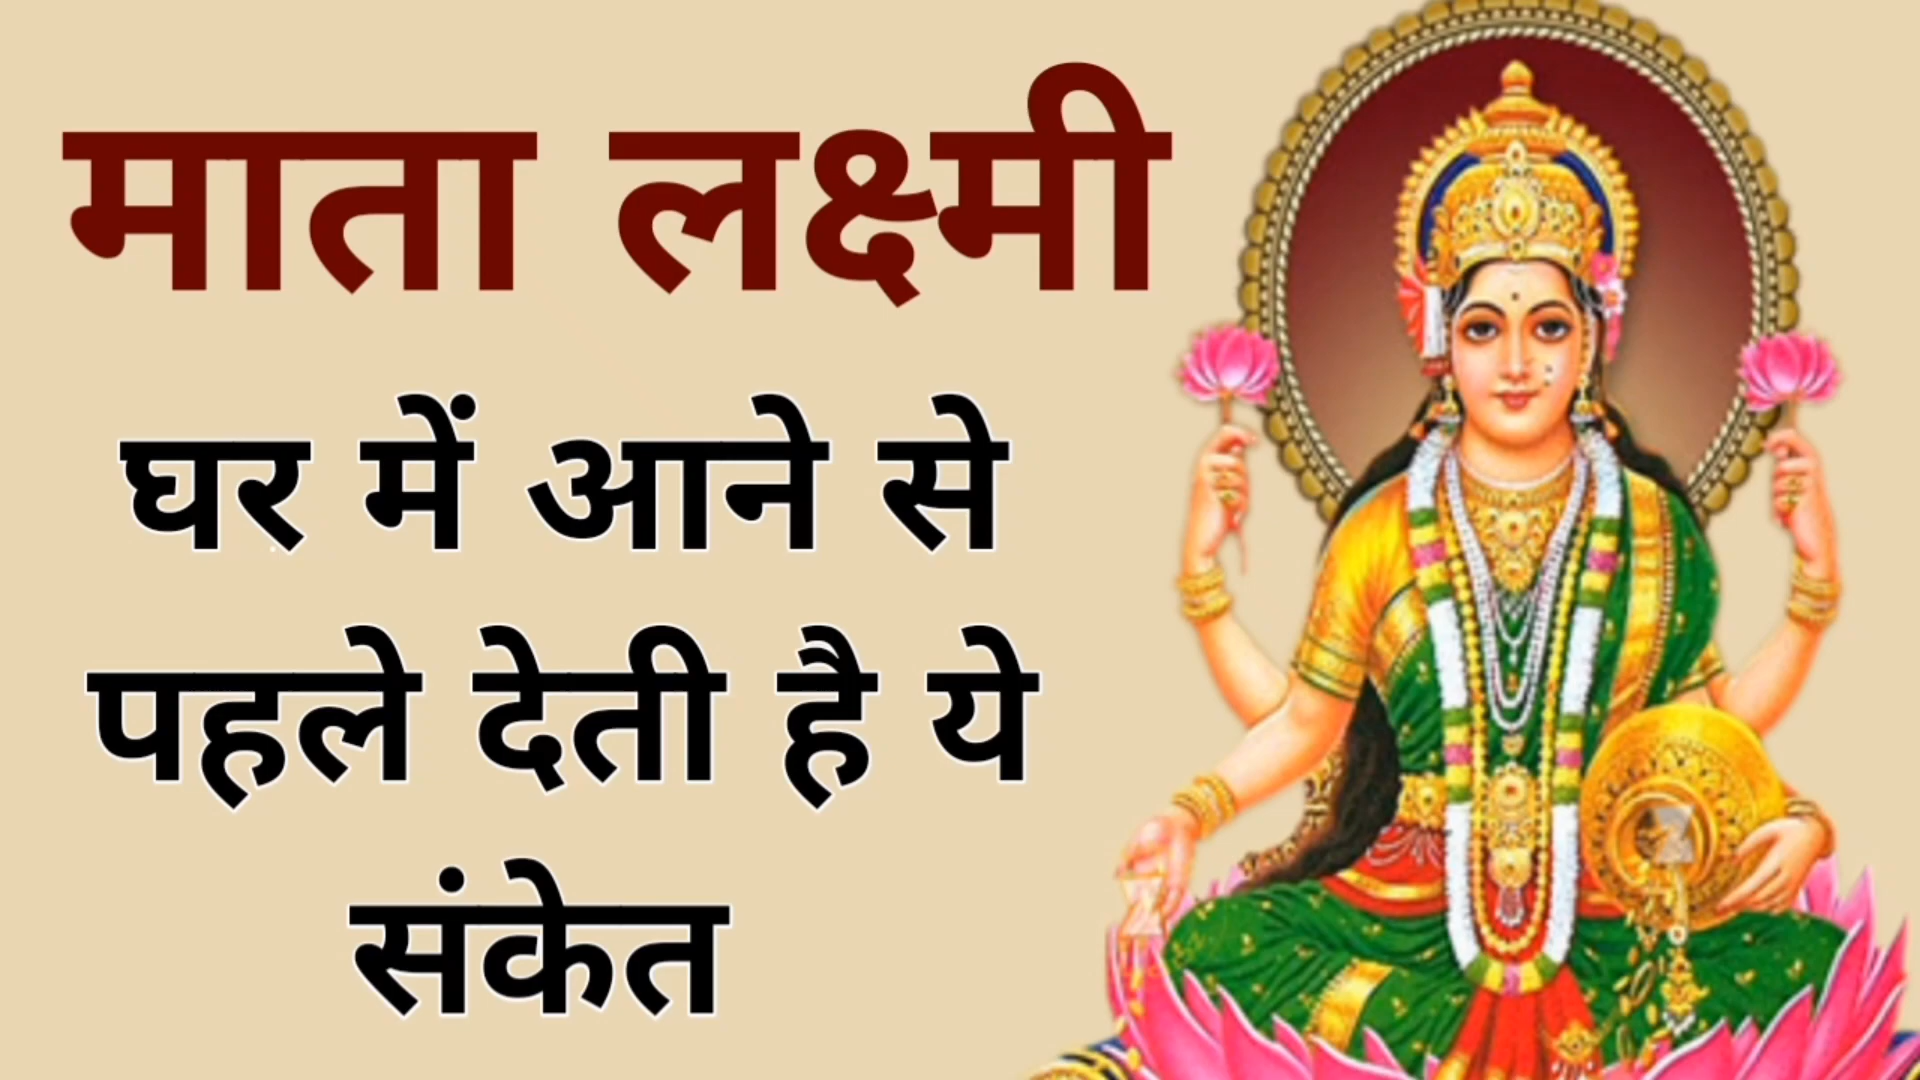 माता लक्ष्मी
घर में आने से
पहले देती है ये
संकेत